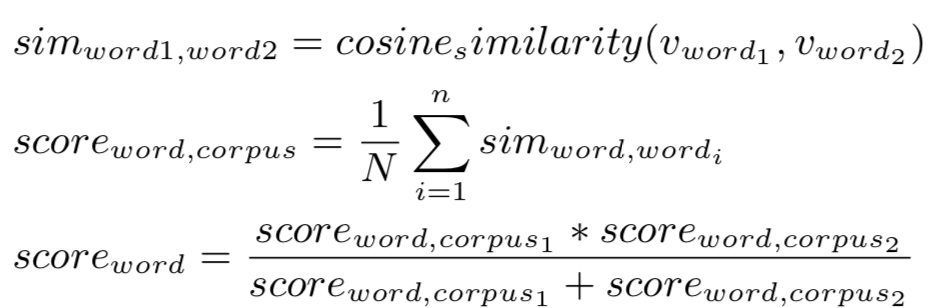 sim_{word1,word2} = cosine_similarity(v_{word_1}, v_{word_2})
score_{word,corpus} = \frac{1}{N} \sum_{i=1}^{n} sim_{word,word_i}
score_{word} = \frac{score_{word,corpus_1} * score_{word,corpus_2}}{score_{word,corpus_1} + score_{word,corpus_2}}